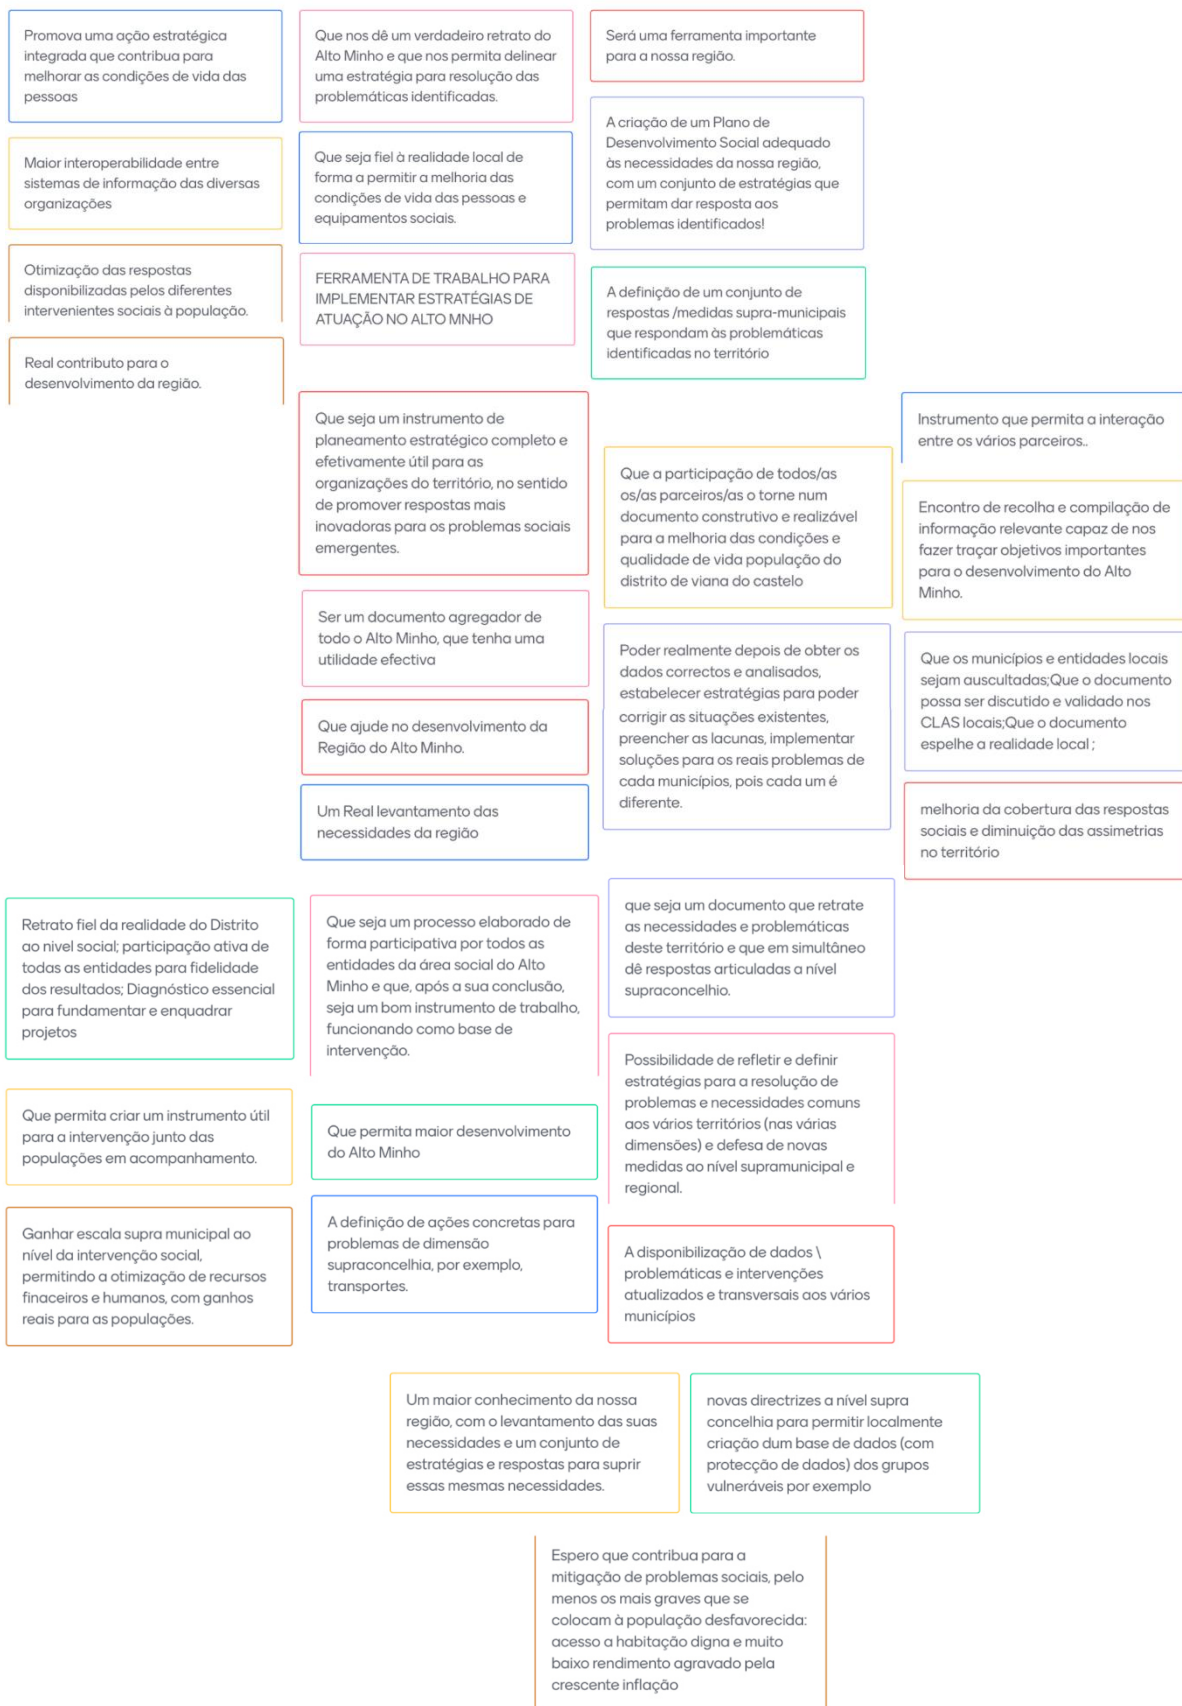 Promova uma ação estratégica
integrada que contribua para
melhorar as condições de vida das
pessoas
Maior interoperabilidade entre
sistemas de informação das diversas
organizações
Otimização das respostas
disponibilizadas pelos diferentes
intervenientes sociais à população.
Real contributo para o
desenvolvimento da região.
Que nos dê um verdadeiro retrato do
Alto Minho e que nos permita delinear
uma estratégia para resolução das
problemáticas identificadas.
Que seja fiel à realidade local de
forma a permitir a melhoria das
condições de vida das pessoas e
equipamentos sociais.
FERRAMENTA DE TRABALHO PARA
IMPLEMENTAR ESTRATÉGIAS DE
ATUAÇÃO NO ALTO MNHO
Será uma ferramenta importante
para a nossa região.
A criação de um Plano de
Desenvolvimento Social adequado
às necessidades da nossa região,
com um conjunto de estratégias que
permitam dar resposta aos
problemas identificados!
A definição de um conjunto de
respostas /medidas supra-municipais
que respondam às problemáticas
identificadas no território
Que seja um instrumento de
planeamento estratégico completo e
efetivamente útil para as
organizações do território, no sentido
de promover respostas mais
inovadoras para os problemas sociais
emergentes.
Ser um documento agregador de
todo o Alto Minho, que tenha uma
utilidade efectiva
Que ajude no desenvolvimento da
Região do Alto Minho.
Um Real levantamento das
necessidades da região
Que a participação de todos/as
os/as parceiros/as o torne num
documento construtivo e realizável
para a melhoria das condições e
qualidade de vida população do
distrito de viana do castelo
Poder realmente depois de obter os
dados correctos e analisados,
estabelecer estratégias para poder
corrigir as situações existentes,
preencher as lacunas, implementar
soluções para os reais problemas de
cada municípios, pois cada um é
diferente.
Instrumento que permita a interação
entre os vários parceiros..
Encontro de recolha e compilação de
informação relevante capaz de nos
fazer traçar objetivos importantes
para o desenvolvimento do Alto
Minho.
Que os municípios e entidades locais
sejam auscultadas;Que o documento
possa ser discutido e validado nos
CLAS locais;Que o documento
espelhe a realidade local ;
melhoria da cobertura das respostas
sociais e diminuição das assimetrias
no território
Retrato fiel da realidade do Distrito
ao nivel social; participação ativa de
todas as entidades para fidelidade
dos resultados; Diagnóstico essencial
para fundamentar e enquadrar
projetos
Que permita criar um instrumento útil
para a intervenção junto das
populações em acompanhamento.
Ganhar escala supra municipal ao
nível da intervenção social,
permitindo a otimização de recursos
finaceiros e humanos, com ganhos
reais para as populações.
Que seja um processo elaborado de
forma participativa por todos as
entidades da área social do Alto
Minho e que, após a sua conclusão,
seja um bom instrumento de trabalho,
funcionando como base de
intervenção.
Que permita maior desenvolvimento
do Alto Minho
A definição de ações concretas para
problemas de dimensão
supraconcelhia, por exemplo,
transportes.
que seja um documento que retrate
as necessidades e problemáticas
deste território e que em simultâneo
dê respostas articuladas a nível
supraconcelhio.
Possibilidade de refletir e definir
estratégias para a resolução de
problemas e necessidades comuns
aos vários territórios (nas várias
dimensões) e defesa de novas
medidas ao nível supramunicipal e
regional.
A disponibilização de dados \
problemáticas e intervenções
atualizados e transversais aos vários
municípios
Um maior conhecimento da nossa
região, com o levantamento das suas
necessidades e um conjunto de
estratégias e respostas para suprir
essas mesmas necessidades.
novas directrizes a nível supra
concelhia para permitir localmente
criação dum base de dados (com
protecção de dados) dos grupos
vulneráveis por exemplo
Espero que contribua para a
mitigação de problemas sociais, pelo
menos os mais graves que se
colocam à população desfavorecida:
acesso a habitação digna e muito
baixo rendimento agravado pela
crescente inflação